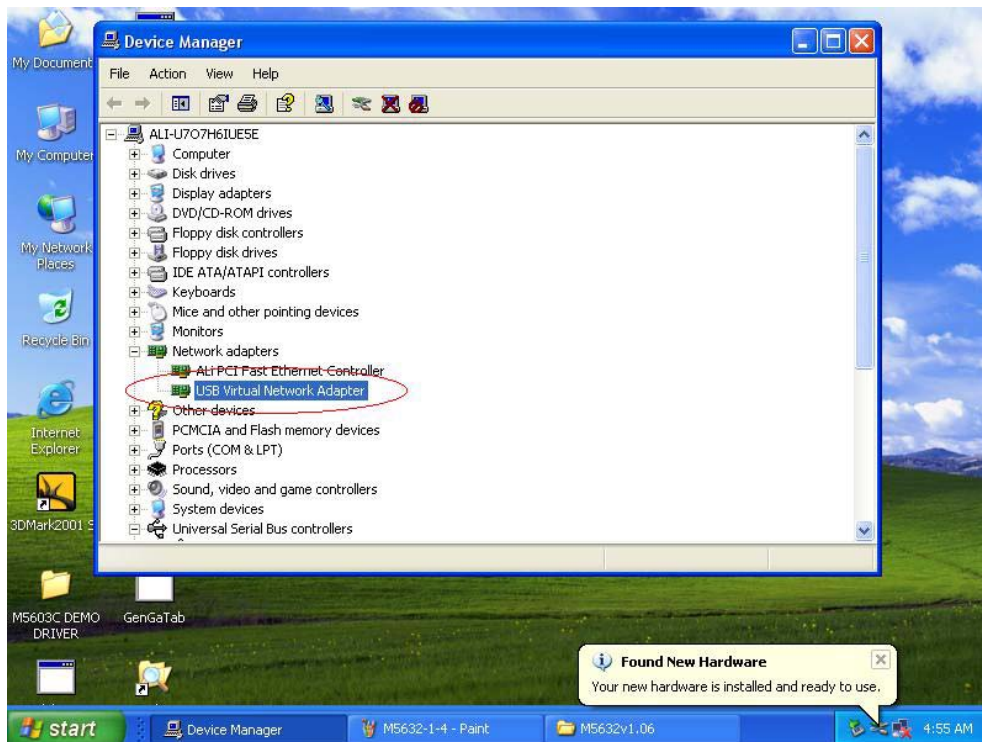 My Document
My Computer
My Network
Places
Recycle Bin
Internet
Explorer
3DMark2001 S
M5603C DEMO
DRIVER
GenGaTab
Device Manager
File Action View Help
ALI-U7O7H6IUE5E
Computer
Disk drives
Display adapters
DVD/CD-ROM drives
Floppy disk controllers
Floppy disk drives
IDE ATA/ATAPI controllers
Keyboards
Mice and other pointing devices
Monitors
Network adapters
ALi PCI Fast Ethernet Controller
USB Virtual Network Adapter
Other devices
PCMCIA and Flash memory devices
Ports (COM & LPT)
Processors
Sound, video and game controllers
System devices
Universal Serial Bus controllers
Found New Hardware
Your new hardware is installed and ready to use.
start
Device Manager
M5632-1-4 - Paint
M5632v1.06
4:55 AM